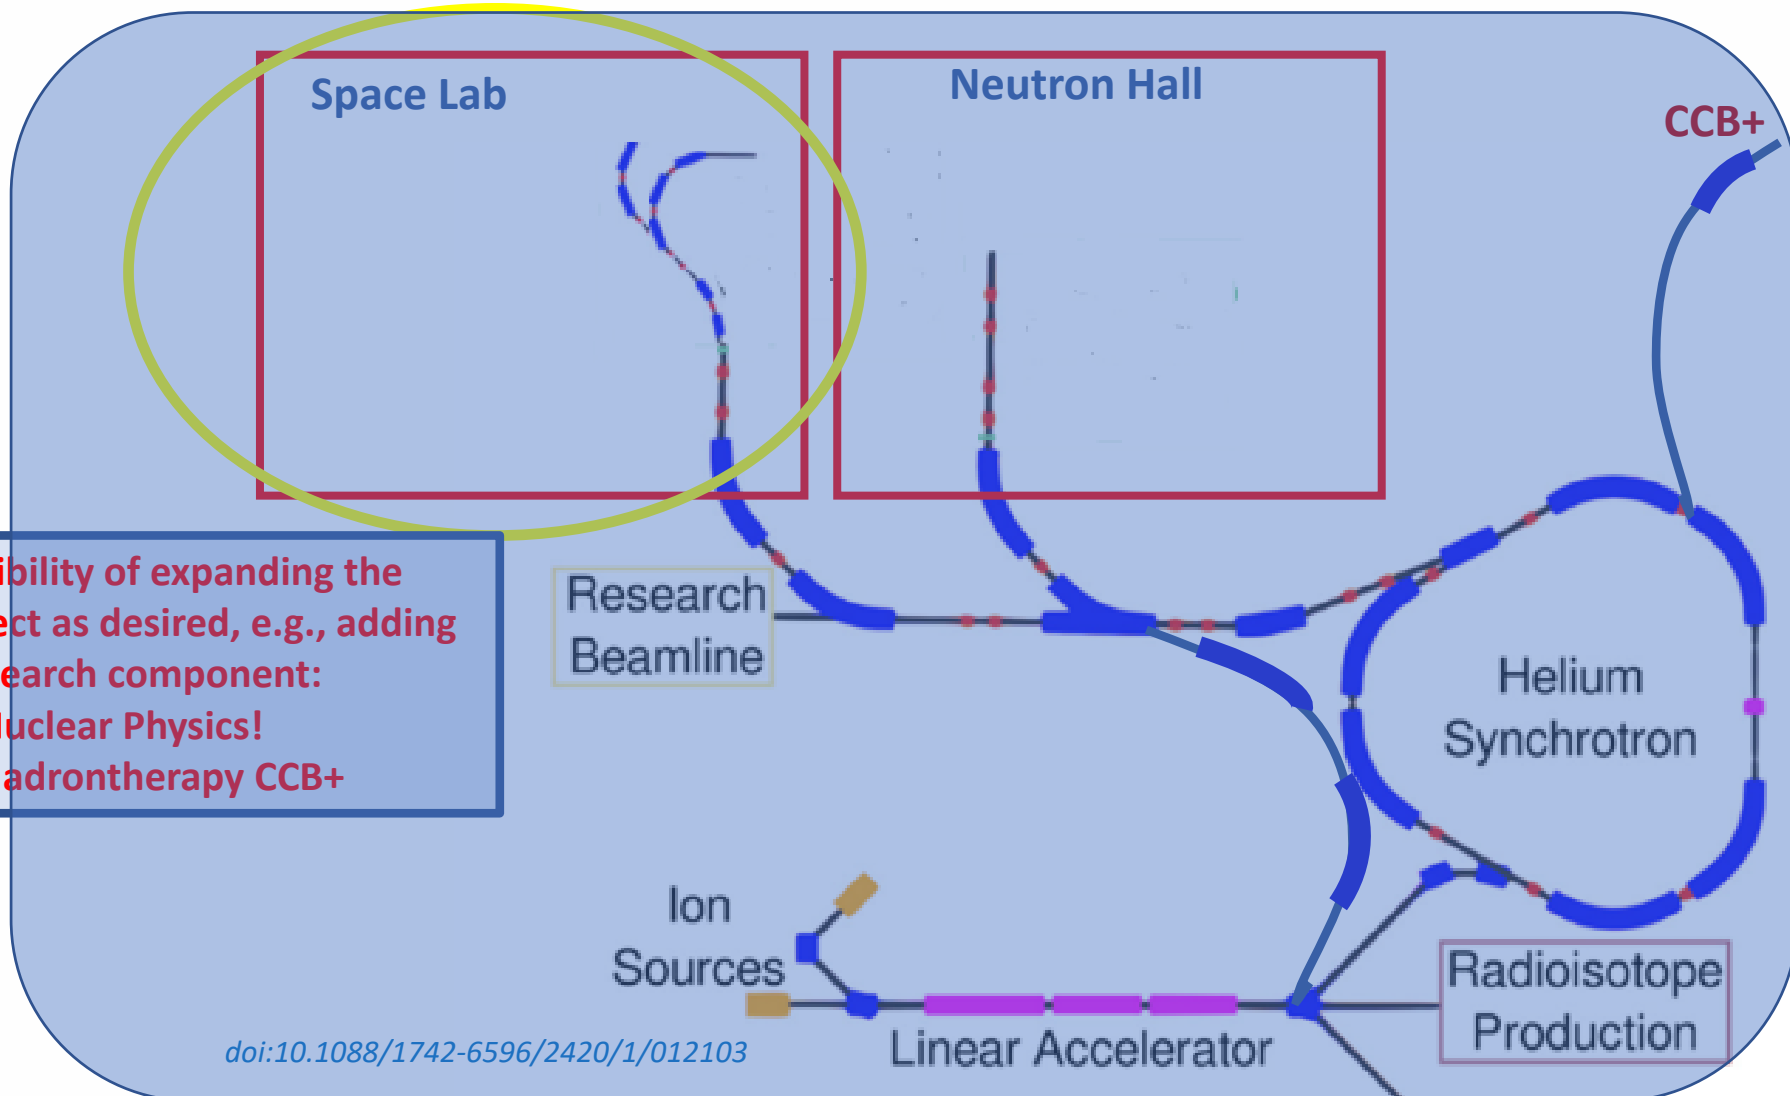 Space Lab
Neutron Hall
CCB+
ibility of expanding the
ect as desired, e.g., adding
earch component:
uclear Physics!
adrontherapy CCB+
Research
Beamline
Helium
Synchrotron
Ion
Sources
Radioisotope
Production
Linear Accelerator
doi:10.1088/1742-6596/2420/1/012103